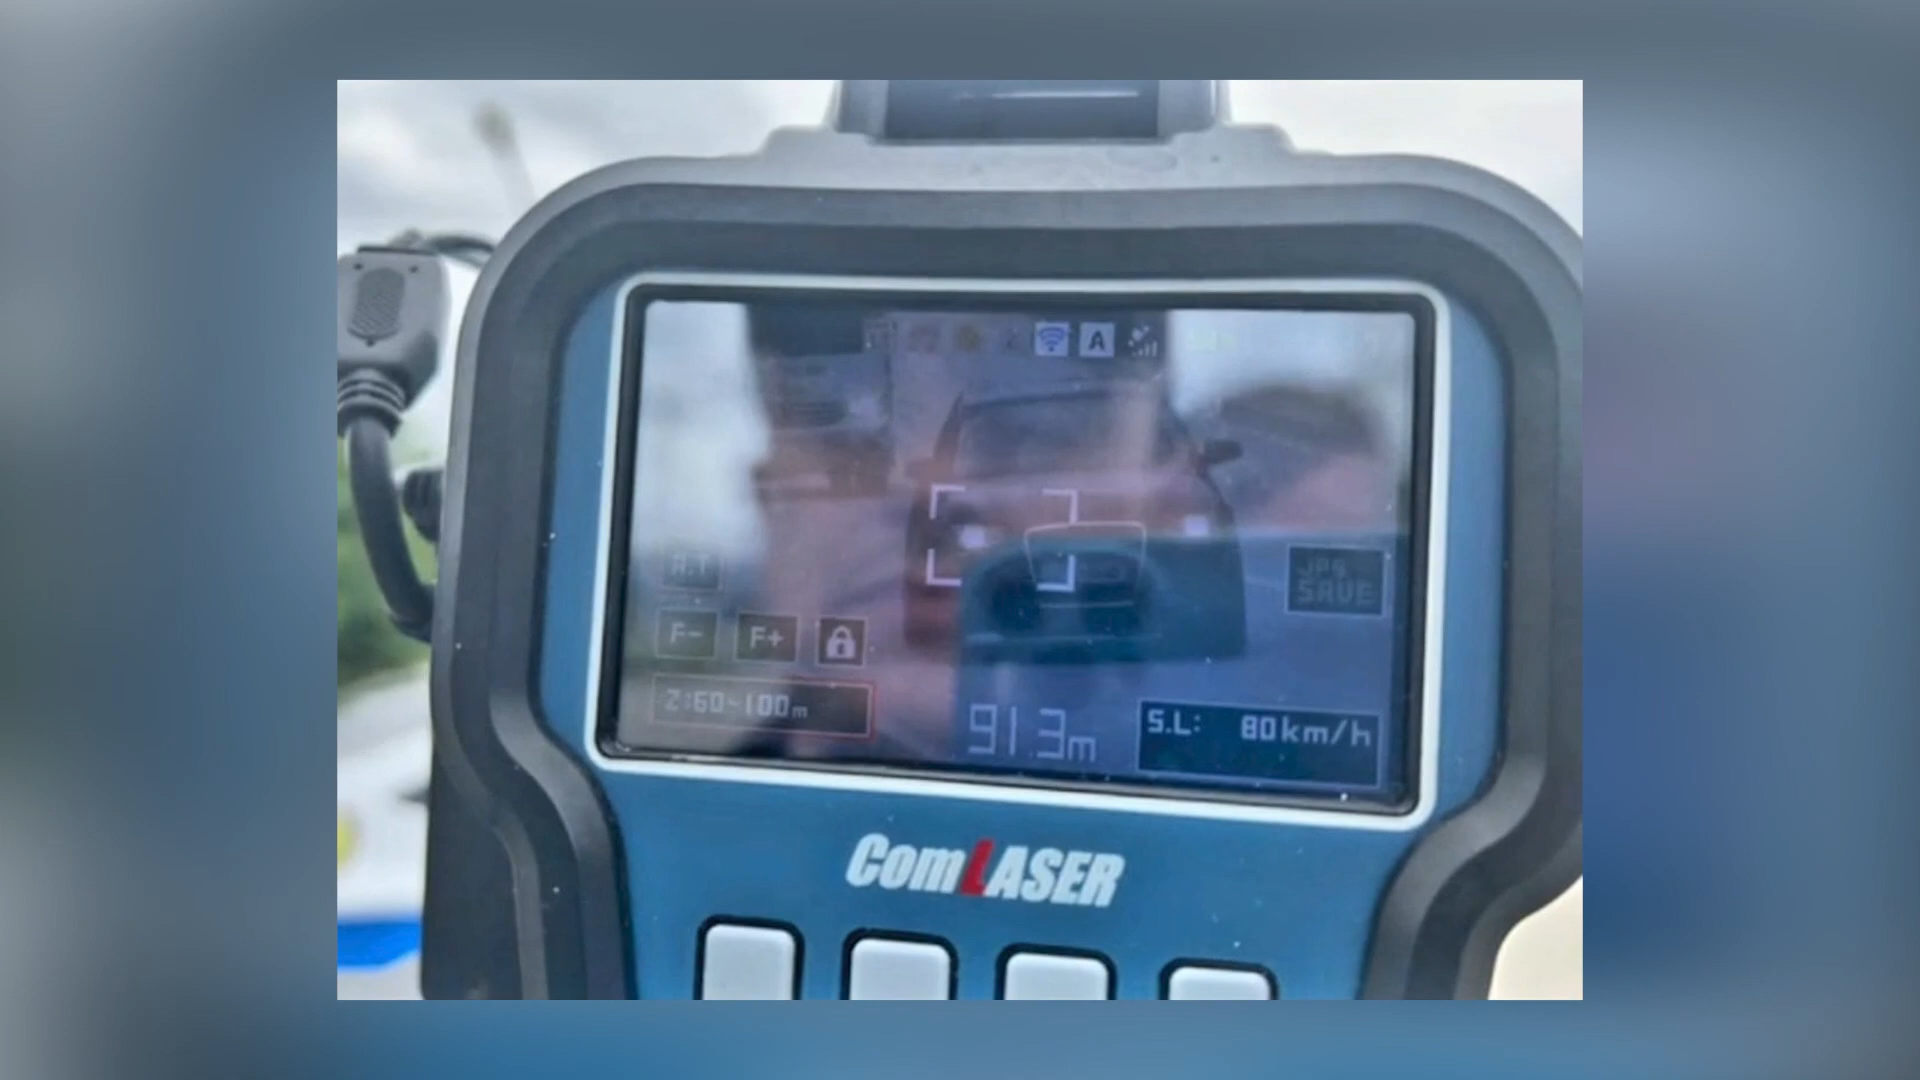 A
A.T
JPG
SAVE
F-
F+
Z:60~100m
91.3m
S.L: 80km/h
ComLASER